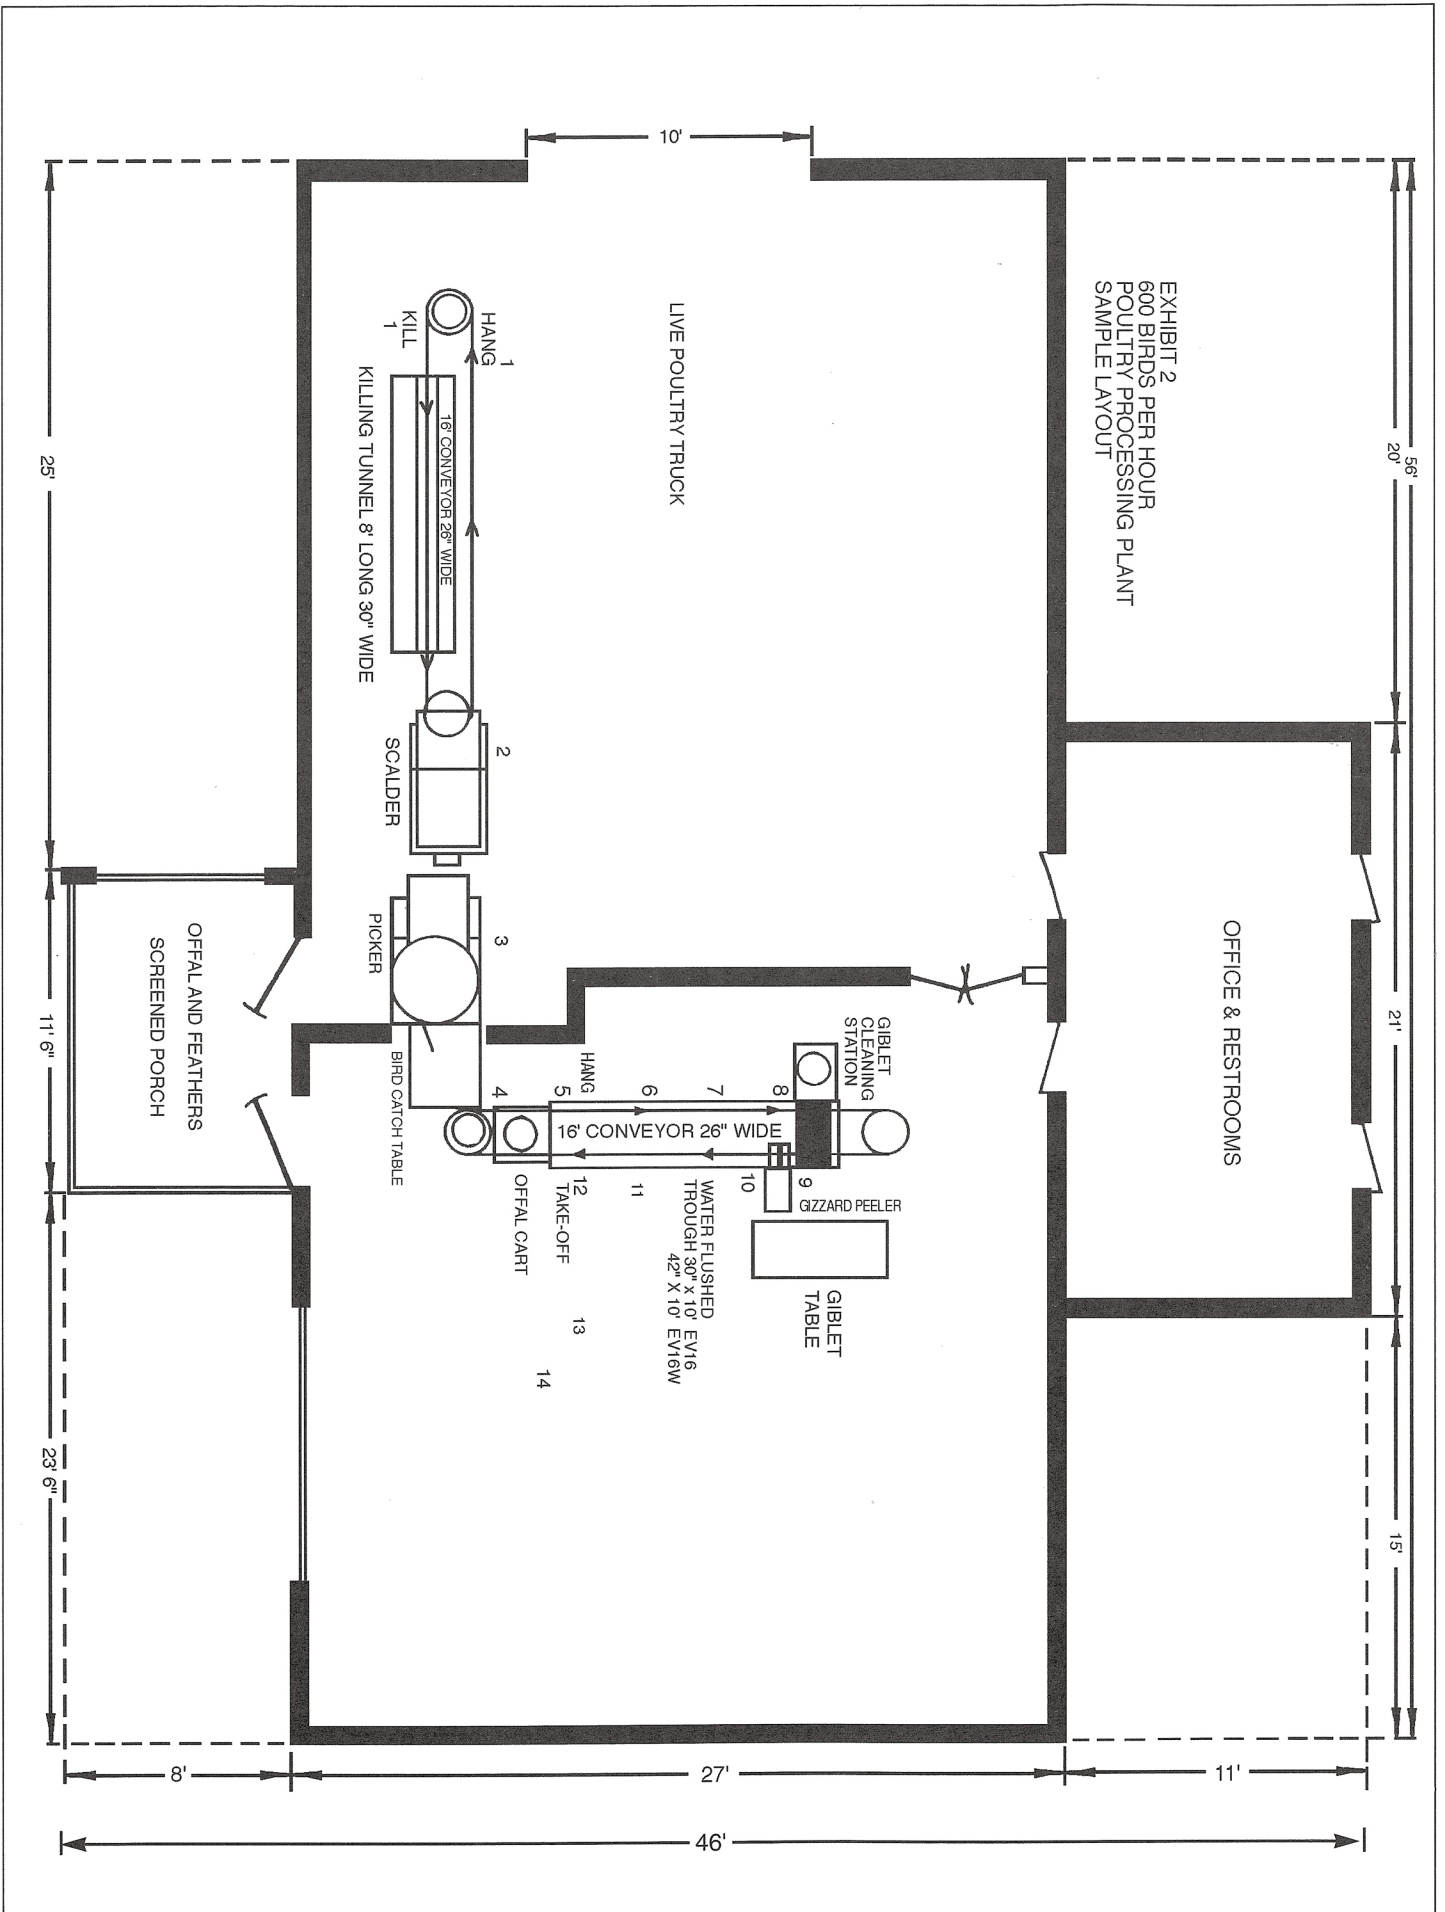 EXHIBIT 2
600 BIRDS PER HOUR
POULTRY PROCESSING PLANT
SAMPLE LAYOUT
56'
20'
21'
15'
OFFICE & RESTROOMS
11'
10'
LIVE POULTRY TRUCK
HANG
1
KILL
1
16' CONVEYOR 26" WIDE
KILLING TUNNEL 8' LONG 30" WIDE
2
SCALDER
3
PICKER
BIRD CATCH TABLE
GIBLET
CLEANING
STATION
HANG
4
5
6
7
8
16' CONVEYOR 26" WIDE
9
10
11
12
TAKE-OFF
OFFAL CART
GIZZARD PEELER
WATER FLUSHED
TROUGH 30" x 10' EV16
42" X 10' EV16W
GIBLET
TABLE
13
14
27'
OFFAL AND FEATHERS
SCREENED PORCH
25'
11' 6"
23' 6"
8'
46'